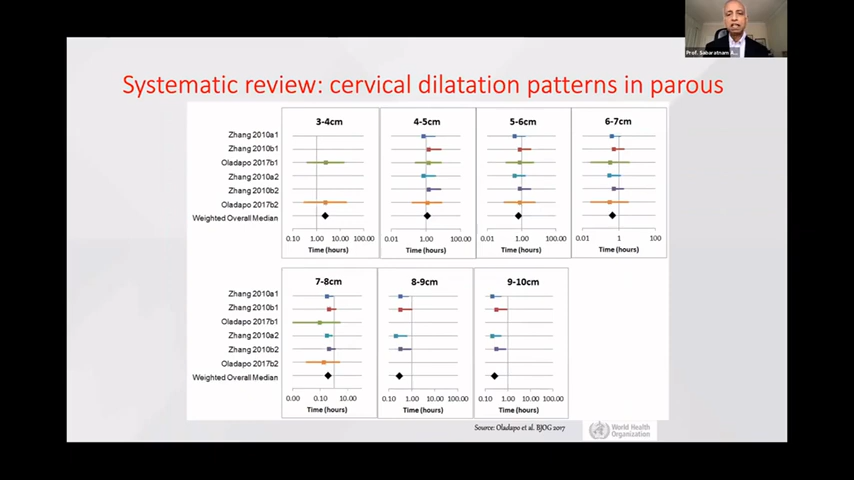 Prof. Sabaratnam A...
Systematic review: cervical dilatation patterns in parous
3-4cm
4-5cm
5-6cm
6-7cm
Zhang 2010a1
Zhang 2010b1
Oladapo 2017b1
Zhang 2010a2
Zhang 2010b2
Oladapo 2017b2
Weighted Overall Median
0.10 1.00 10.00 100.00
0.01 1.00 100.00
0.01 1.00 100.00
0.01 1 100
Time (hours)
Time (hours)
Time (hours)
Time (hours)
7-8cm
8-9cm
9-10cm
Zhang 2010a1
Zhang 2010b1
Oladapo 2017b1
Zhang 2010a2
Zhang 2010b2
Oladapo 2017b2
Weighted Overall Median
0.00 0.10 10.00
0.10 1.00 10.00 100.00
0.10 1.00 10.00 100.00
Time (hours)
Time (hours)
Time (hours)
Source: Oladapo et al. BJOG 2017
World Health
Organization